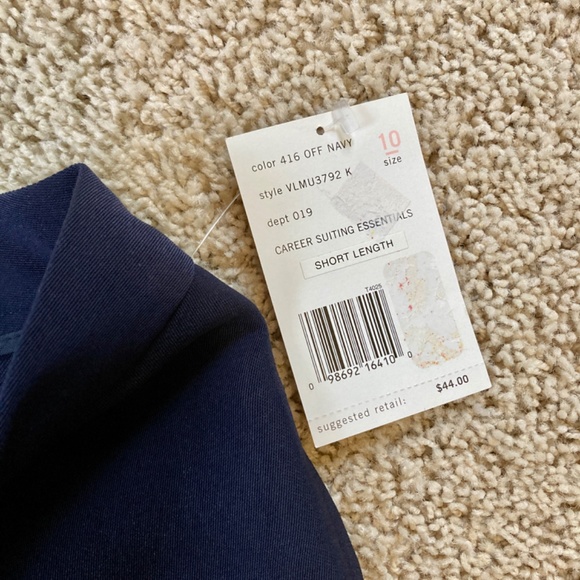 color 416 OFF NAVY
10
size
style VLMU3792 K
dept 019
CAREER SUITING ESSENTIALS
SHORT LENGTH
T4025
0 98692 16410 0
$44.00
suggested retail: